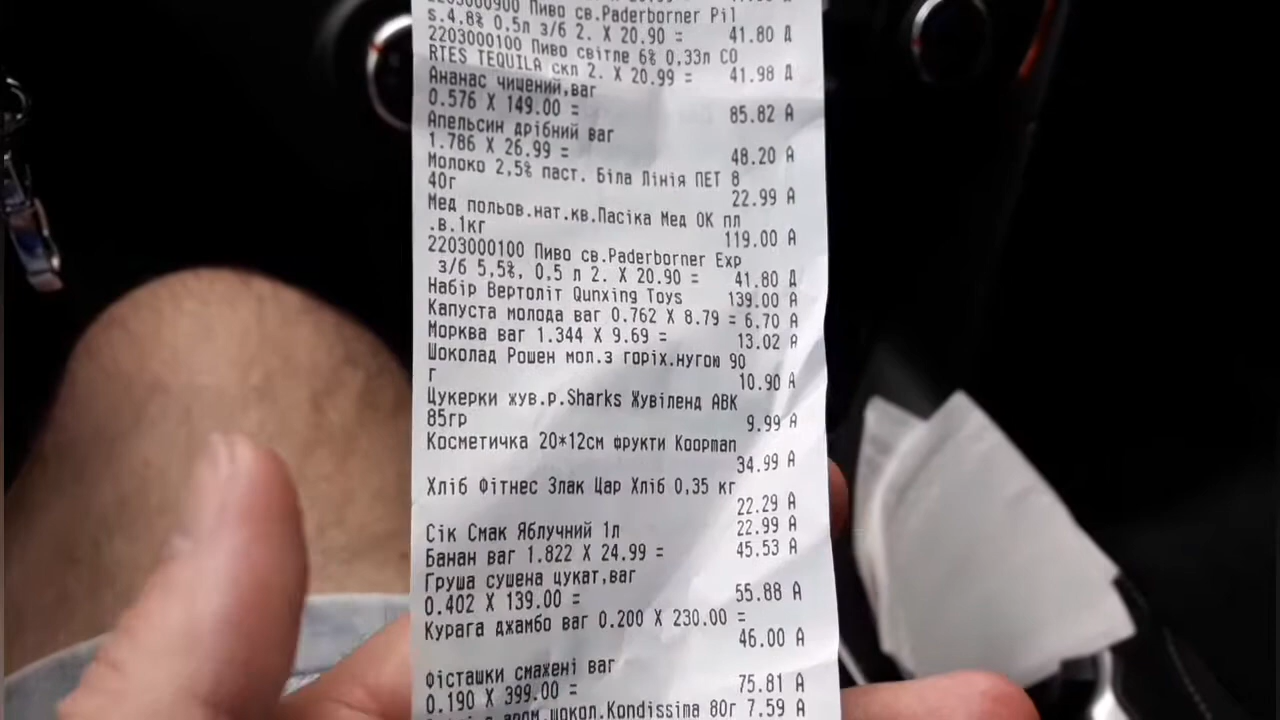 2203000900 Пиво св.Paderborner Pil
s.4,8% 0,5л з/б 2. X 20.90 = 41.80 Д
2203000100 Пиво світле 6% 0,33л CO
RTES TEQUILA скл 2. X 20.99 = 41.98 Д
Ананас чищений,ваг
0.576 X 149.00 = 85.82 А
Апельсин дрібний ваг
1.786 X 26.99 = 48.20 А
Молоко 2,5% паст. Біла Лінія ПЕТ 8
40г 22.99 А
Мед польов.нат.кв.Пасіка Мед ОК пл
.в.1кг 119.00 А
2203000100 Пиво св.Paderborner Exp
з/б 5,5%, 0,5 л 2. X 20.90 = 41.80 Д
Набір Вертоліт Qunxing Toys 139.00 А
Капуста молода ваг 0.762 X 8.79 = 6.70 А
Морква ваг 1.344 X 9.69 = 13.02 А
Шоколад Рошен мол.з горіх.нугою 90
г 10.90 А
Цукерки жув.р.Sharks Жувіленд АВК
85гр 9.99 А
Косметичка 20*12см фрукти Koopman
34.99 А
Хліб Фітнес Злак Цар Хліб 0,35 кг
22.29 А
Сік Смак Яблучний 1л 22.99 А
Банан ваг 1.822 X 24.99 = 45.53 А
Груша сушена цукат,ваг
0.402 X 139.00 = 55.88 А
Курага джамбо ваг 0.200 X 230.00 =
46.00 А
Фісташки смажені ваг
0.190 X 399.00 = 75.81 А
аром.шокол.Kondissima 80г 7.59 А